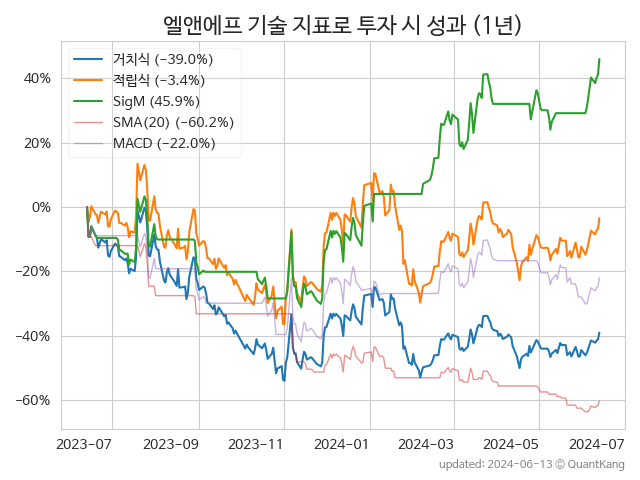 엘앤에프 기술 지표로 투자 시 성과 (1년)
거치식 (−39.0%)
적립식 (−3.4%)
SigM (45.9%)
SMA(20) (−60.2%)
MACD (−22.0%)
40%
20%
0%
−20%
−40%
−60%
2023-07 2023-09 2023-11 2024-01 2024-03 2024-05 2024-07
updated: 2024-06-13 ⓒ QuantKang